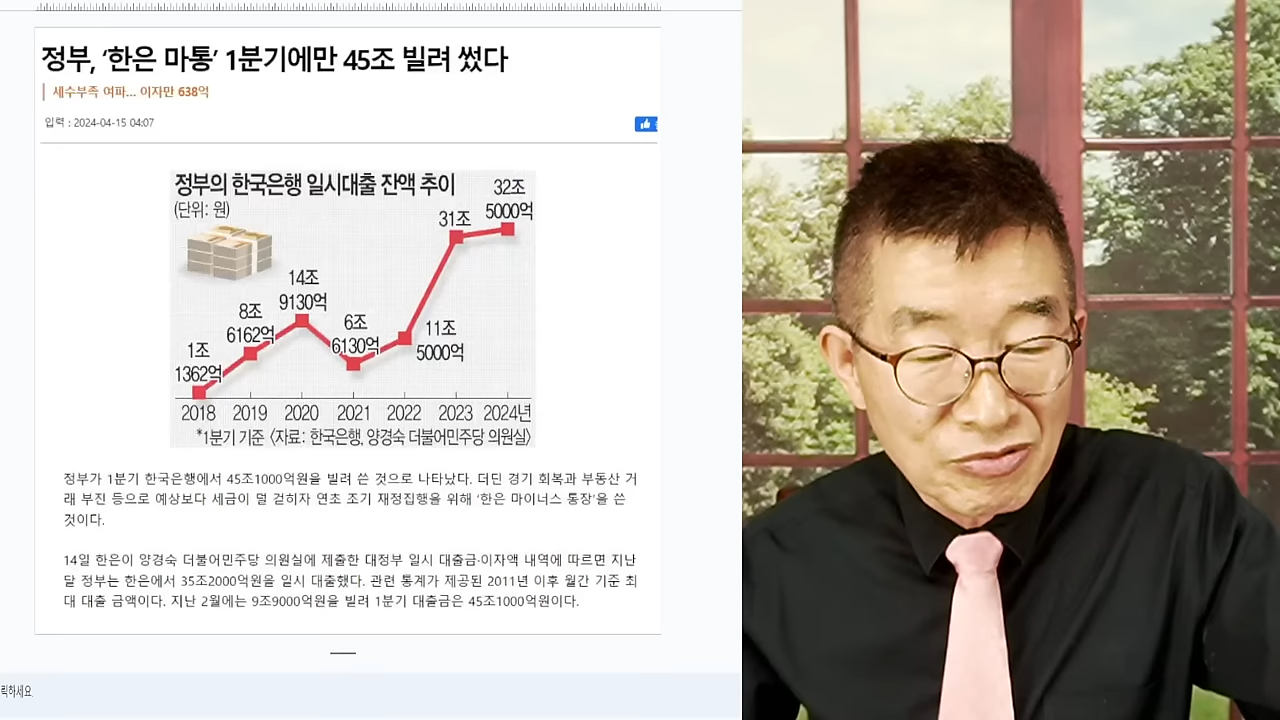 정부, ‘한은 마통’ 1분기에만 45조 빌려 썼다
세수부족 여파... 이자만 638억
입력 : 2024-04-15 04:07
정부의 한국은행 일시대출 잔액 추이
(단위: 원)
1조
1362억
8조
6162억
14조
9130억
6조
6130억
11조
5000억
31조
32조
5000억
2018 2019 2020 2021 2022 2023 2024년
*1분기 기준 〈자료: 한국은행, 양경숙 더불어민주당 의원실〉
정부가 1분기 한국은행에서 45조1000억원을 빌려 쓴 것으로 나타났다. 더딘 경기 회복과 부동산 거
래 부진 등으로 예상보다 세금이 덜 걷히자 연초 조기 재정집행을 위해 ‘한은 마이너스 통장’을 쓴
것이다.
14일 한은이 양경숙 더불어민주당 의원실에 제출한 대정부 일시 대출금·이자액 내역에 따르면 지난
달 정부는 한은에서 35조2000억원을 일시 대출했다. 관련 통계가 제공된 2011년 이후 월간 기준 최
대 대출 금액이다. 지난 2월에는 9조9000억원을 빌려 1분기 대출금은 45조1000억원이다.
릭하세요.